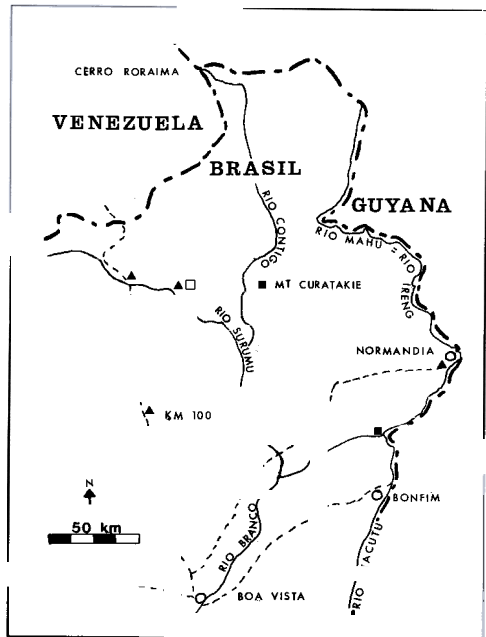 CERRO RORAIMA
VENEZUELA
BRASIL
GUYANA
RIO CONTIGO
RIO MAHU = RIO IRENG
MT CURATAKIE
RIO SURUMU
NORMANDIA
KM 100
N
50 km
BONFIM
RIO BRANCO
RIO TACUTU
BOA VISTA